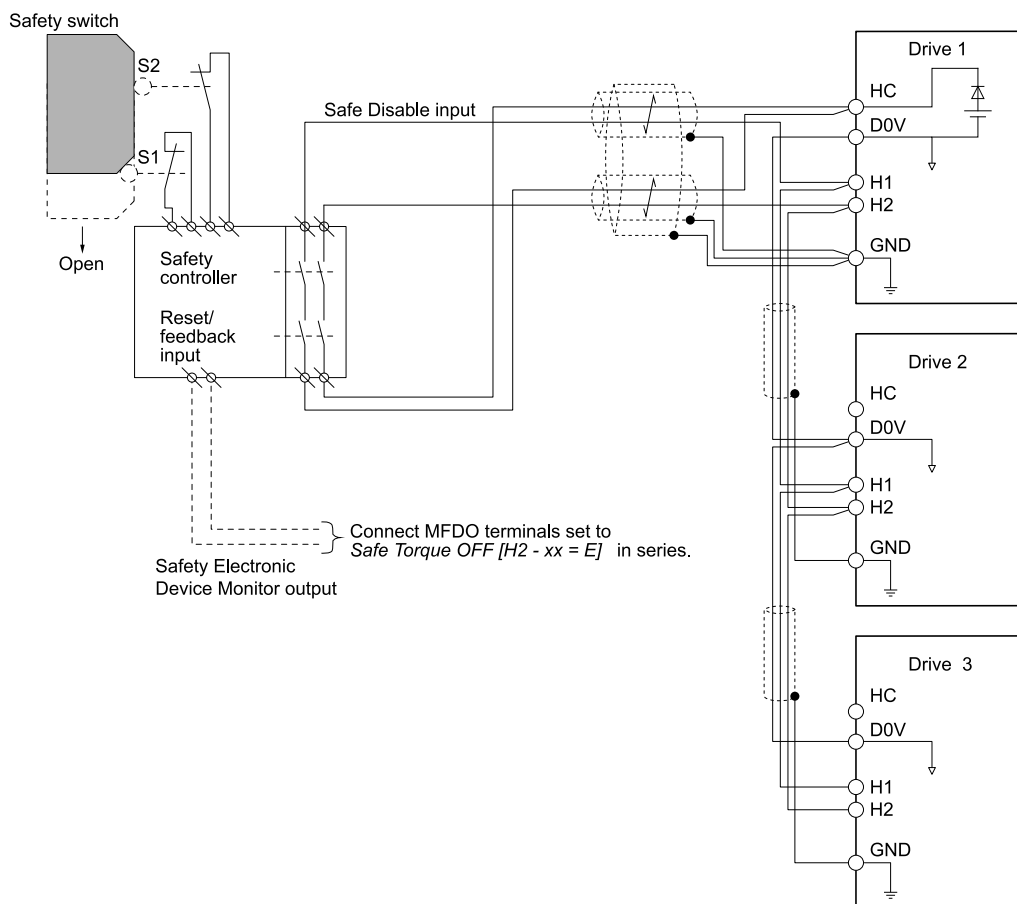 Safety switch
S2
S1
Open
Safety
controller
Reset/
feedback
input
Safe Disable input
Connect MFDO terminals set to
Safe Torque OFF [H2 - xx = E] in series.
Safety Electronic
Device Monitor output
Drive 1
HC
D0V
H1
H2
GND
Drive 2
HC
D0V
H1
H2
GND
Drive 3
HC
D0V
H1
H2
GND